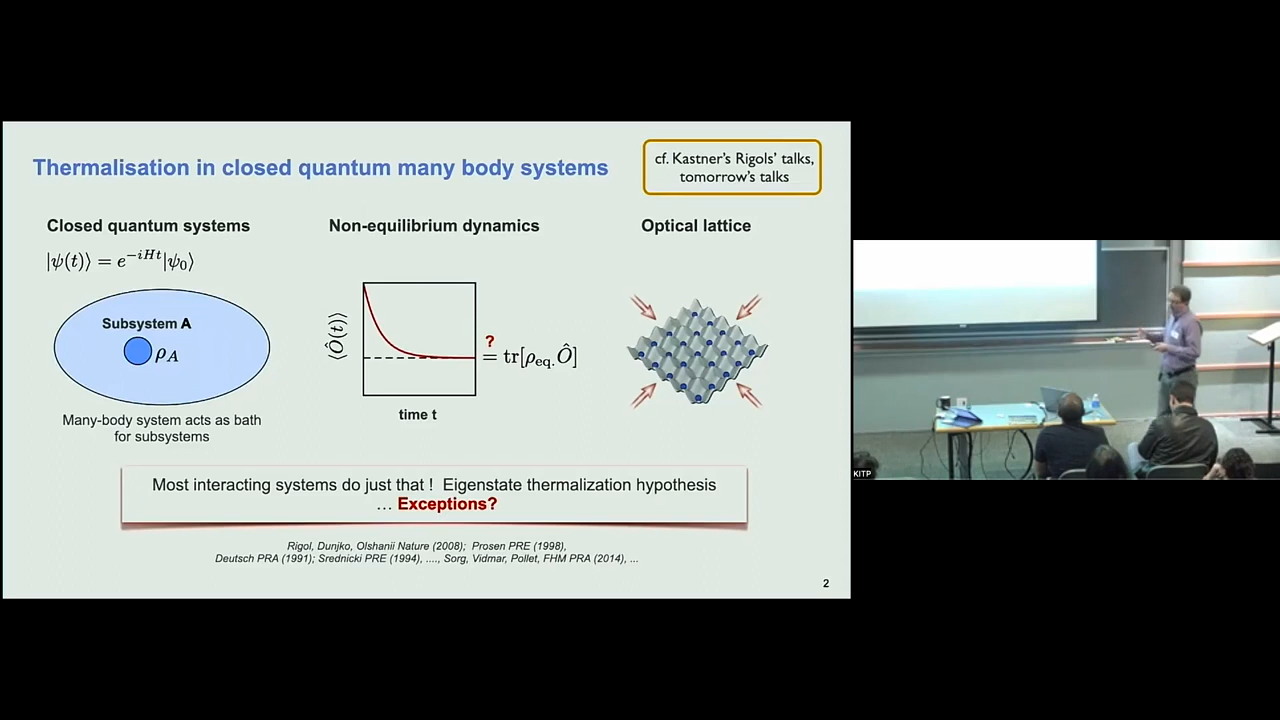 Thermalisation in closed quantum many body systems
cf. Kastner's Rigols' talks,
tomorrow's talks
Closed quantum systems
|ψ(t)⟩ = e^{-iHt}|ψ₀⟩
Subsystem A
ρ_A
Many-body system acts as bath
for subsystems
Non-equilibrium dynamics
⟨Ô(t)⟩
?
= tr[ρ_{eq.}Ô]
time t
Optical lattice
Most interacting systems do just that ! Eigenstate thermalization hypothesis
... Exceptions?
Rigol, Dunjko, Olshanii Nature (2008); Prosen PRE (1998),
Deutsch PRA (1991); Srednicki PRE (1994), ...., Sorg, Vidmar, Pollet, FHM PRA (2014), ...
2
KITP